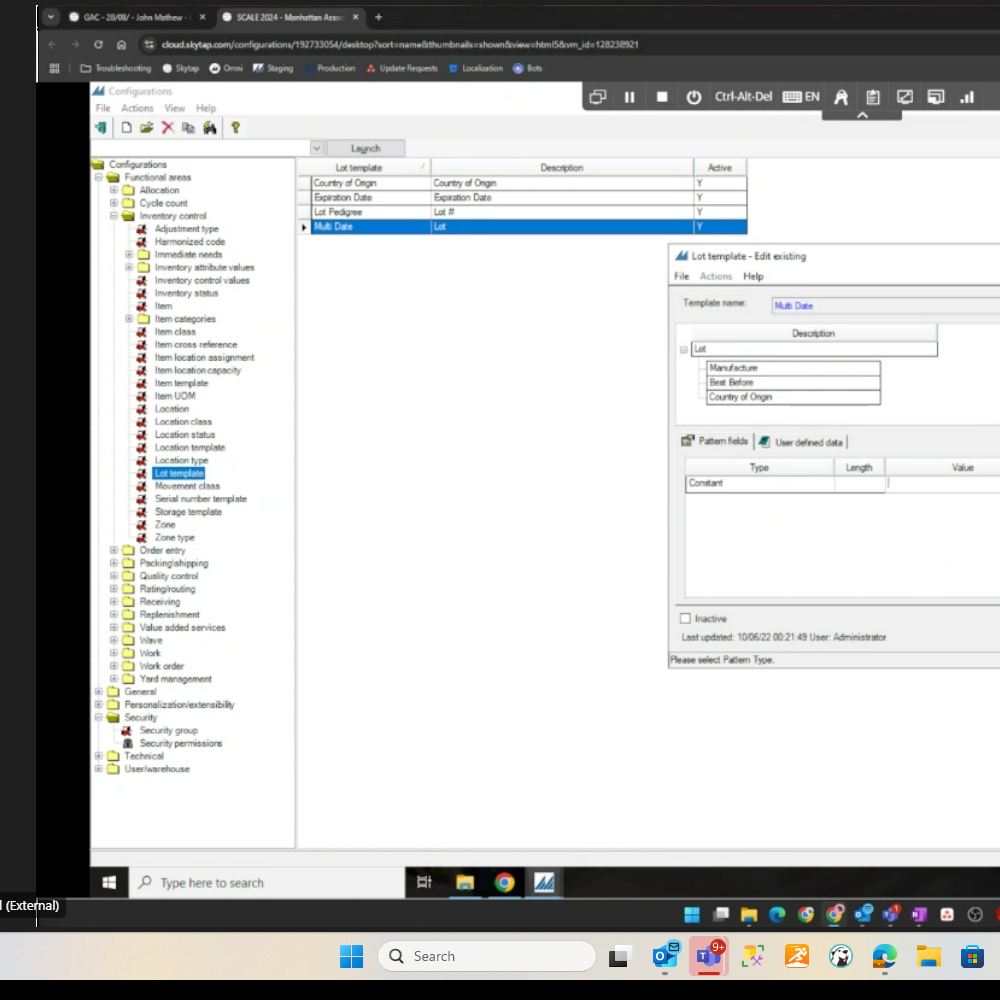 GAC - 28/08/ - John Mathew -
SCALE 2024 - Manhattan Assoc
cloud.skytap.com/configurations/192733054/desktop?sort=name&thumbnails=shown&view=html5&vm_id=128238921
Troubleshooting Skytap Omni Staging Production Update Requests Localization Bots
Configurations
File Actions View Help
Ctrl-Alt-Del EN
Launch
Configurations
Functional areas
Allocation
Cycle count
Inventory control
Adjustment type
Harmonized code
Immediate needs
Inventory attribute values
Inventory control values
Inventory status
Item
Item categories
Item class
Item cross reference
Item location assignment
Item location capacity
Item template
Item UOM
Location
Location class
Location status
Location template
Location type
Lot template
Movement class
Serial number template
Storage template
Zone
Zone type
Order entry
Packing\shipping
Quality control
Rating/routing
Receiving
Replenishment
Value added services
Wave
Work
Work order
Yard management
General
Personalization/extensibility
Security
Security group
Security permissions
Technical
User/warehouse
Lot template Description Active
Country of Origin Country of Origin Y
Expiration Date Expiration Date Y
Lot Pedigree Lot # Y
Multi Date Lot Y
Lot template - Edit existing
File Actions Help
Template name: Multi Date
Description
Lot
Manufacture
Best Before
Country of Origin
Pattern fields User defined data
Type Length Value
Constant
Inactive
Last updated: 10/06/22 00:21:49 User: Administrator
Please select Pattern Type.
Type here to search
(External)
Search
9+